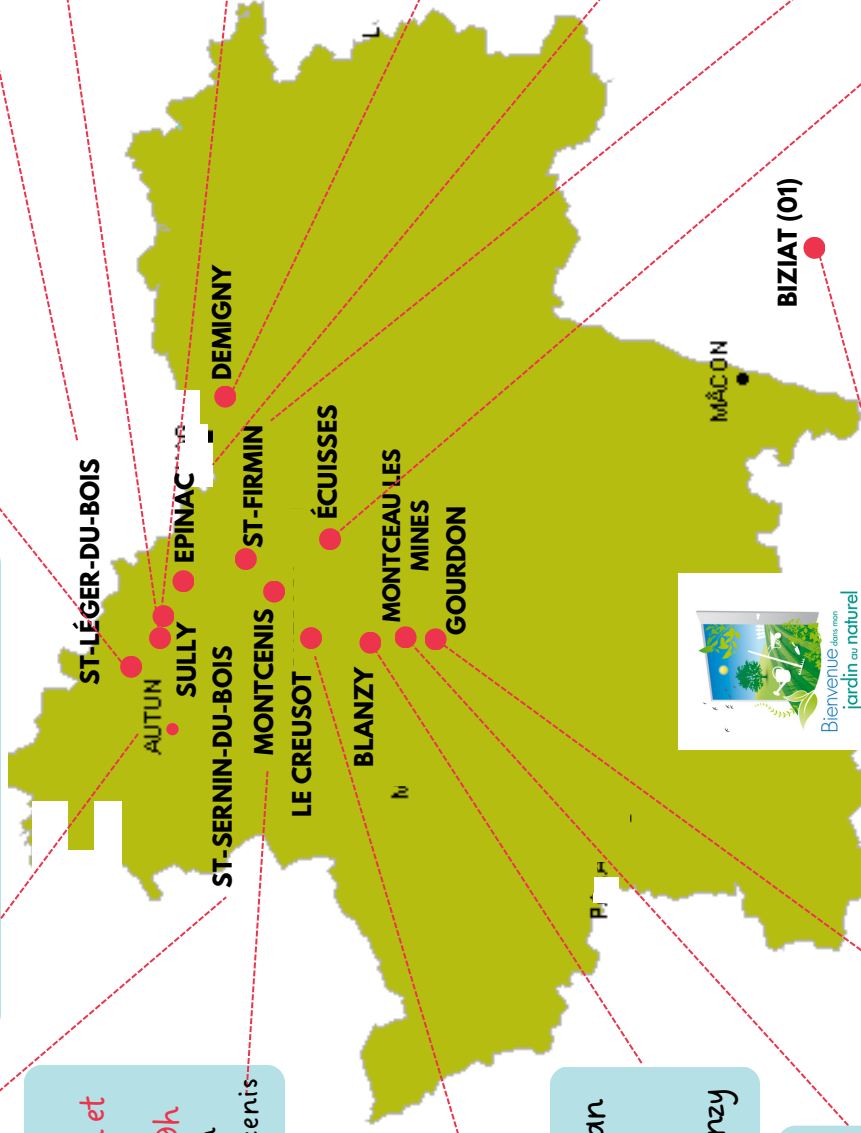 ST-LÉGER-DU-BOIS
SULLY
EPINAC
AUTUN
DEMIGNY
ST-SERNIN-DU-BOIS
ST-FIRMIN
MONTCENIS
LE CREUSOT
ÉCUISSES
BLANZY
MONTCEAU LES
MINES
GOURDON
MÂCON
BIZIAT (01)
Bienvenue dans mon
jardin au naturel
et